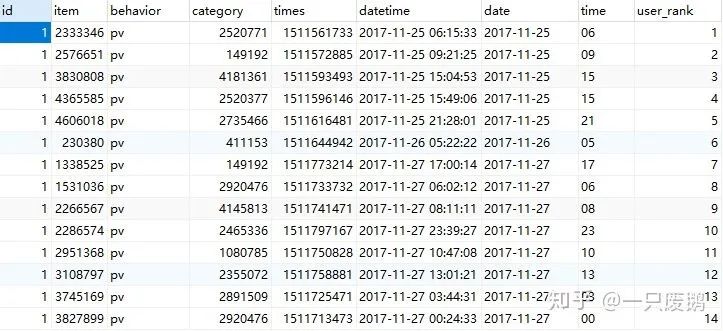 id item behavior category times datetime date time user_rank
1 2333346 pv 2520771 1511561733 2017-11-25 06:15:33 2017-11-25 06 1
1 2576651 pv 149192 1511572885 2017-11-25 09:21:25 2017-11-25 09 2
1 3830808 pv 4181361 1511593493 2017-11-25 15:04:53 2017-11-25 15 3
1 4365585 pv 2520377 1511596146 2017-11-25 15:49:06 2017-11-25 15 4
1 4606018 pv 2735466 1511616481 2017-11-25 21:28:01 2017-11-25 21 5
1 230380 pv 411153 1511644942 2017-11-26 05:22:22 2017-11-26 05 6
1 1338525 pv 149192 1511773214 2017-11-27 17:00:14 2017-11-27 17 7
1 1531036 pv 2920476 1511733732 2017-11-27 06:02:12 2017-11-27 06 8
1 2266567 pv 4145813 1511741471 2017-11-27 08:11:11 2017-11-27 08 9
1 2286574 pv 2465336 1511797167 2017-11-27 23:39:27 2017-11-27 23 10
1 2951368 pv 1080785 1511750828 2017-11-27 10:47:08 2017-11-27 10 11
1 3108797 pv 2355072 1511758881 2017-11-27 13:01:21 2017-11-27 13 12
1 3745169 pv 2891509 1511725471 2017-11-27 03:44:31 2017-11-27 03 13
1 3827899 pv 2920476 1511713473 2017-11-27 00:24:33 2017-11-27 00 14
知乎 @一只废鹅